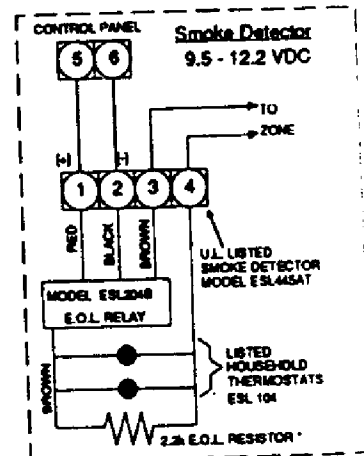 CONTROL PANEL
Smoke Detector
9.5 - 12.2 VDC
5 6
TO
ZONE
[+] [-]
1 2 3 4
RED
BLACK
BROWN
U.L. LISTED
SMOKE DETECTOR
MODEL ESL445AT
MODEL ESL204B
E.O.L. RELAY
BROWN
LISTED
HOUSEHOLD
THERMOSTATS
ESL 104
2.2k E.O.L. RESISTOR *